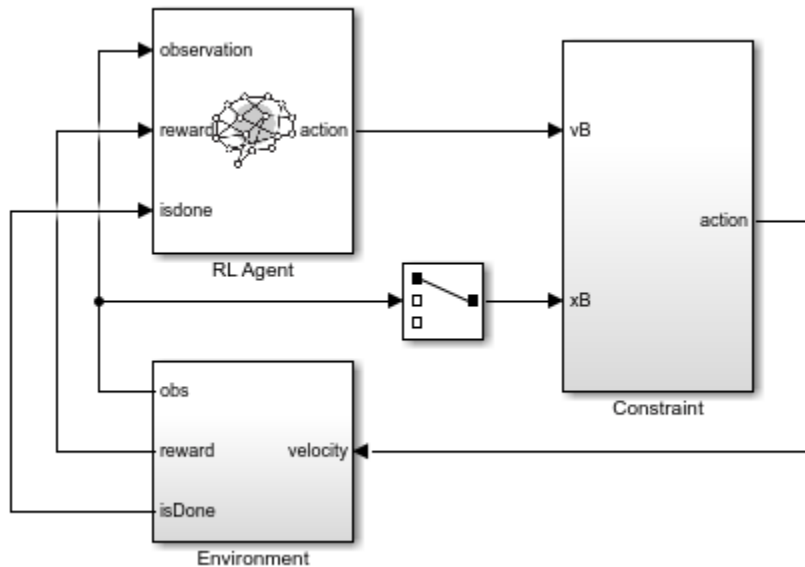 observation
reward
action
isdone
RL Agent
vB
action
xB
Constraint
obs
reward
velocity
isDone
Environment